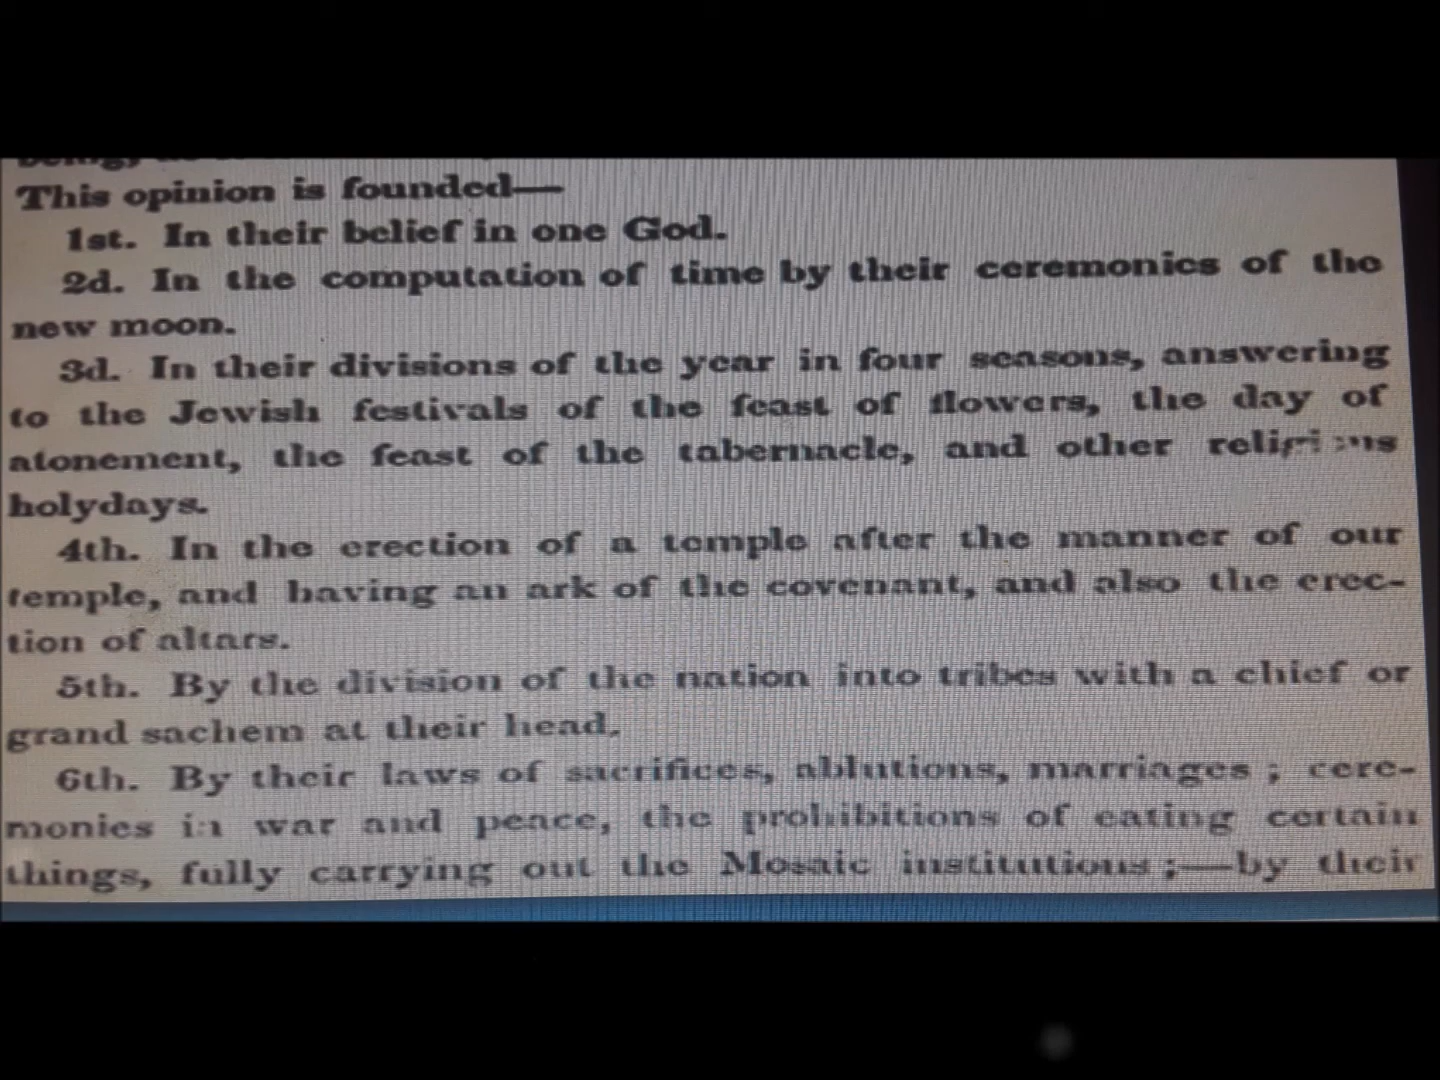 This opinion is founded—
1st. In their belief in one God.
2d. In the computation of time by their ceremonies of the
new moon.
3d. In their divisions of the year in four seasons, answering
to the Jewish festivals of the feast of flowers, the day of
atonement, the feast of the tabernacle, and other religious
holydays.
4th. In the erection of a temple after the manner of our
temple, and having an ark of the covenant, and also the erec-
tion of altars.
5th. By the division of the nation into tribes with a chief or
grand sachem at their head.
6th. By their laws of sacrifices, ablutions, marriages ; cere-
monies in war and peace, the prohibitions of eating certain
things, fully carrying out the Mosaic institutions ;—by their